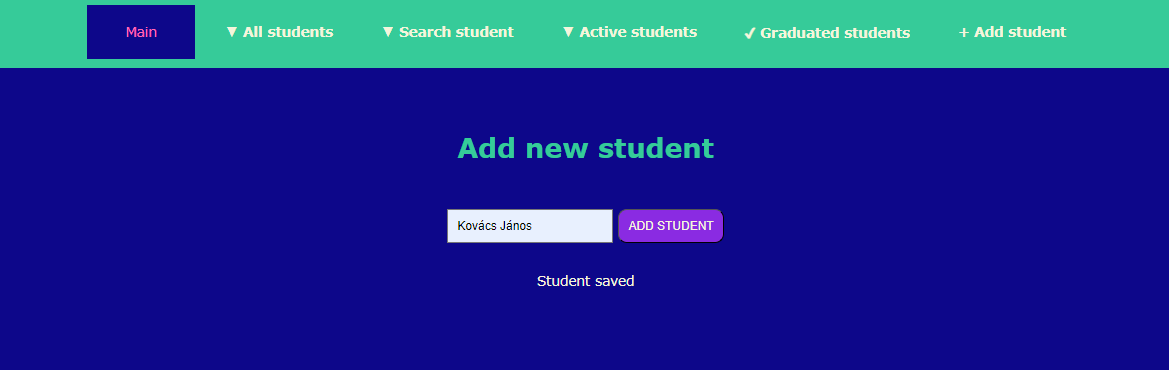 Main ▼ All students ▼ Search student ▼ Active students ✔ Graduated students + Add student
Add new student
Kovács János ADD STUDENT
Student saved